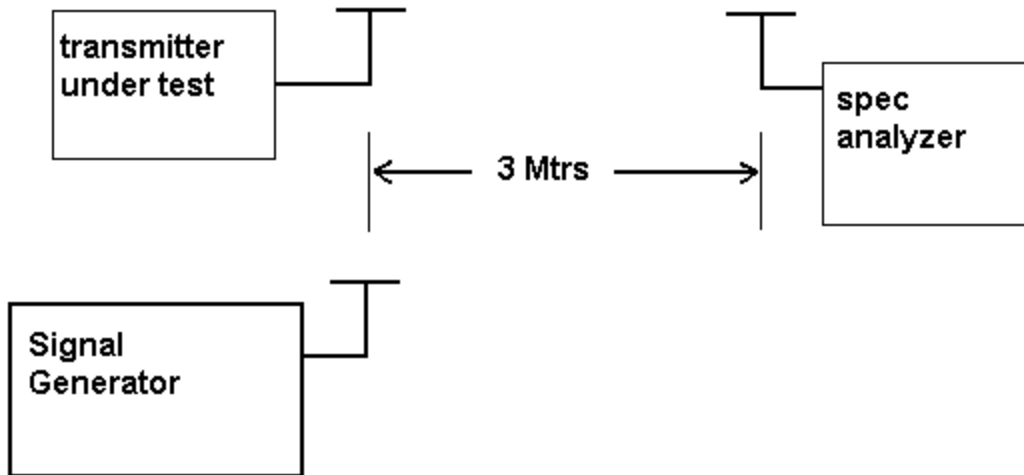 transmitter
under test
spec
analyzer
3 Mtrs
Signal
Generator